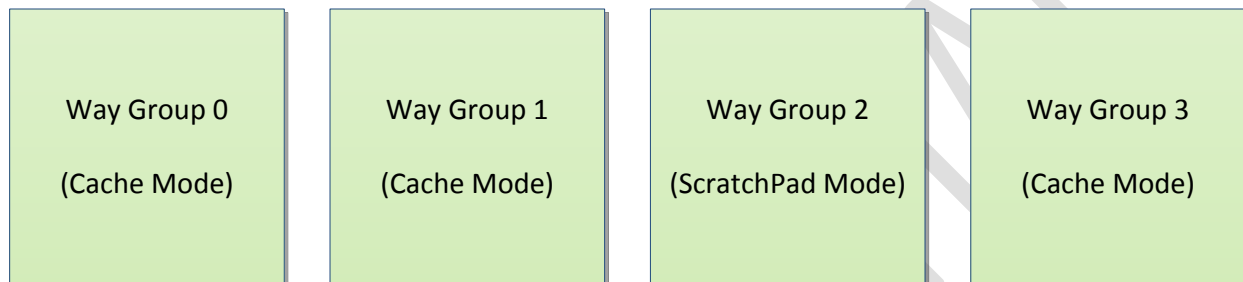 Way Group 0
(Cache Mode)
Way Group 1
(Cache Mode)
Way Group 2
(ScratchPad Mode)
Way Group 3
(Cache Mode)